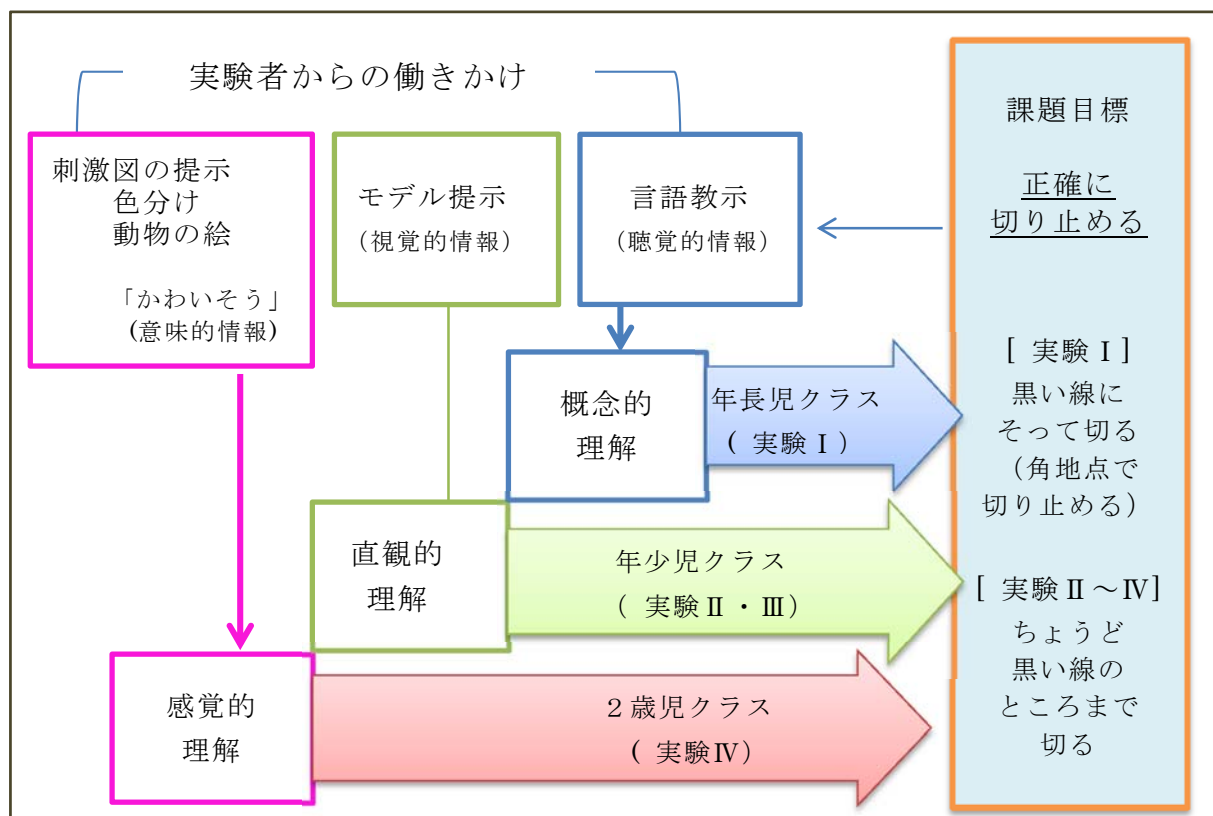 実験者からの働きかけ
刺激図の提示
色分け
動物の絵
「かわいそう」
(意味的情報)
モデル提示
(視覚的情報)
言語教示
(聴覚的情報)
概念的
理解
年長児クラス
( 実験Ⅰ)
直観的
理解
年少児クラス
( 実験Ⅱ・Ⅲ)
感覚的
理解
２歳児クラス
( 実験Ⅳ)
課題目標
正確に
切り止める
[ 実験Ⅰ]
黒い線に
そって切る
（角地点で
切り止める）
[ 実験Ⅱ～Ⅳ]
ちょうど
黒い線の
ところまで
切る